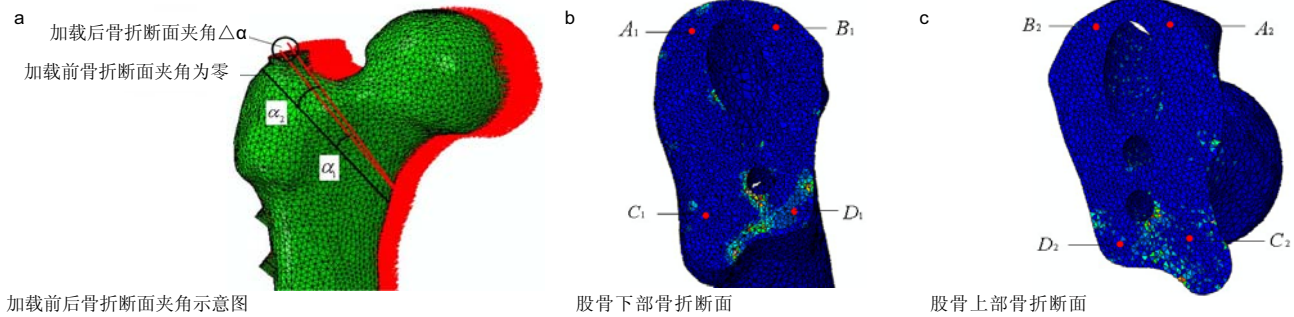 a
加载后骨折断面夹角△α
加载前骨折断面夹角为零
α₂
α₁
加载前后骨折断面夹角示意图
b
A₁
B₁
C₁
D₁
股骨下部骨折断面
c
B₂
A₂
D₂
C₂
股骨上部骨折断面